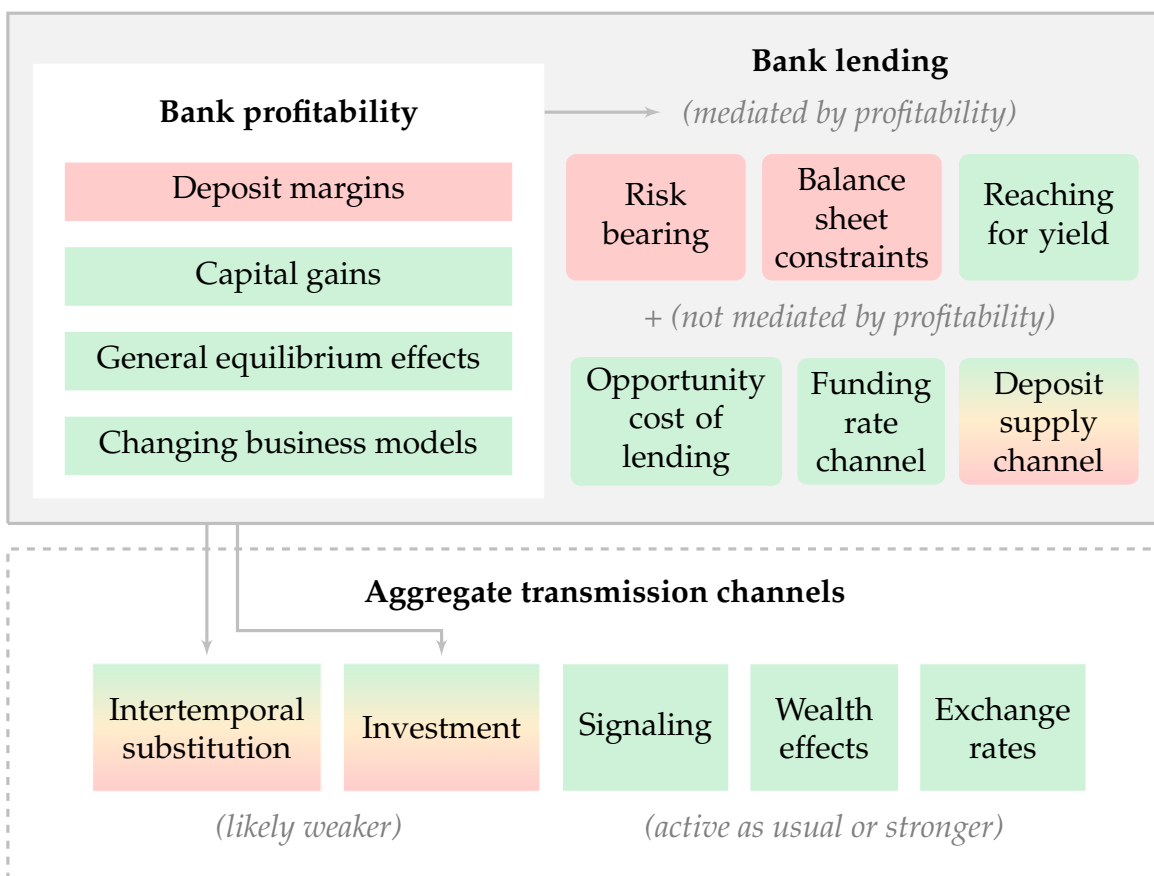 Bank profitability
Deposit margins
Capital gains
General equilibrium effects
Changing business models
Bank lending
(mediated by profitability)
Risk
bearing
Balance
sheet
constraints
Reaching
for yield
+ (not mediated by profitability)
Opportunity
cost of
lending
Funding
rate
channel
Deposit
supply
channel
Aggregate transmission channels
Intertemporal
substitution
Investment
Signaling
Wealth
effects
Exchange
rates
(likely weaker)
(active as usual or stronger)